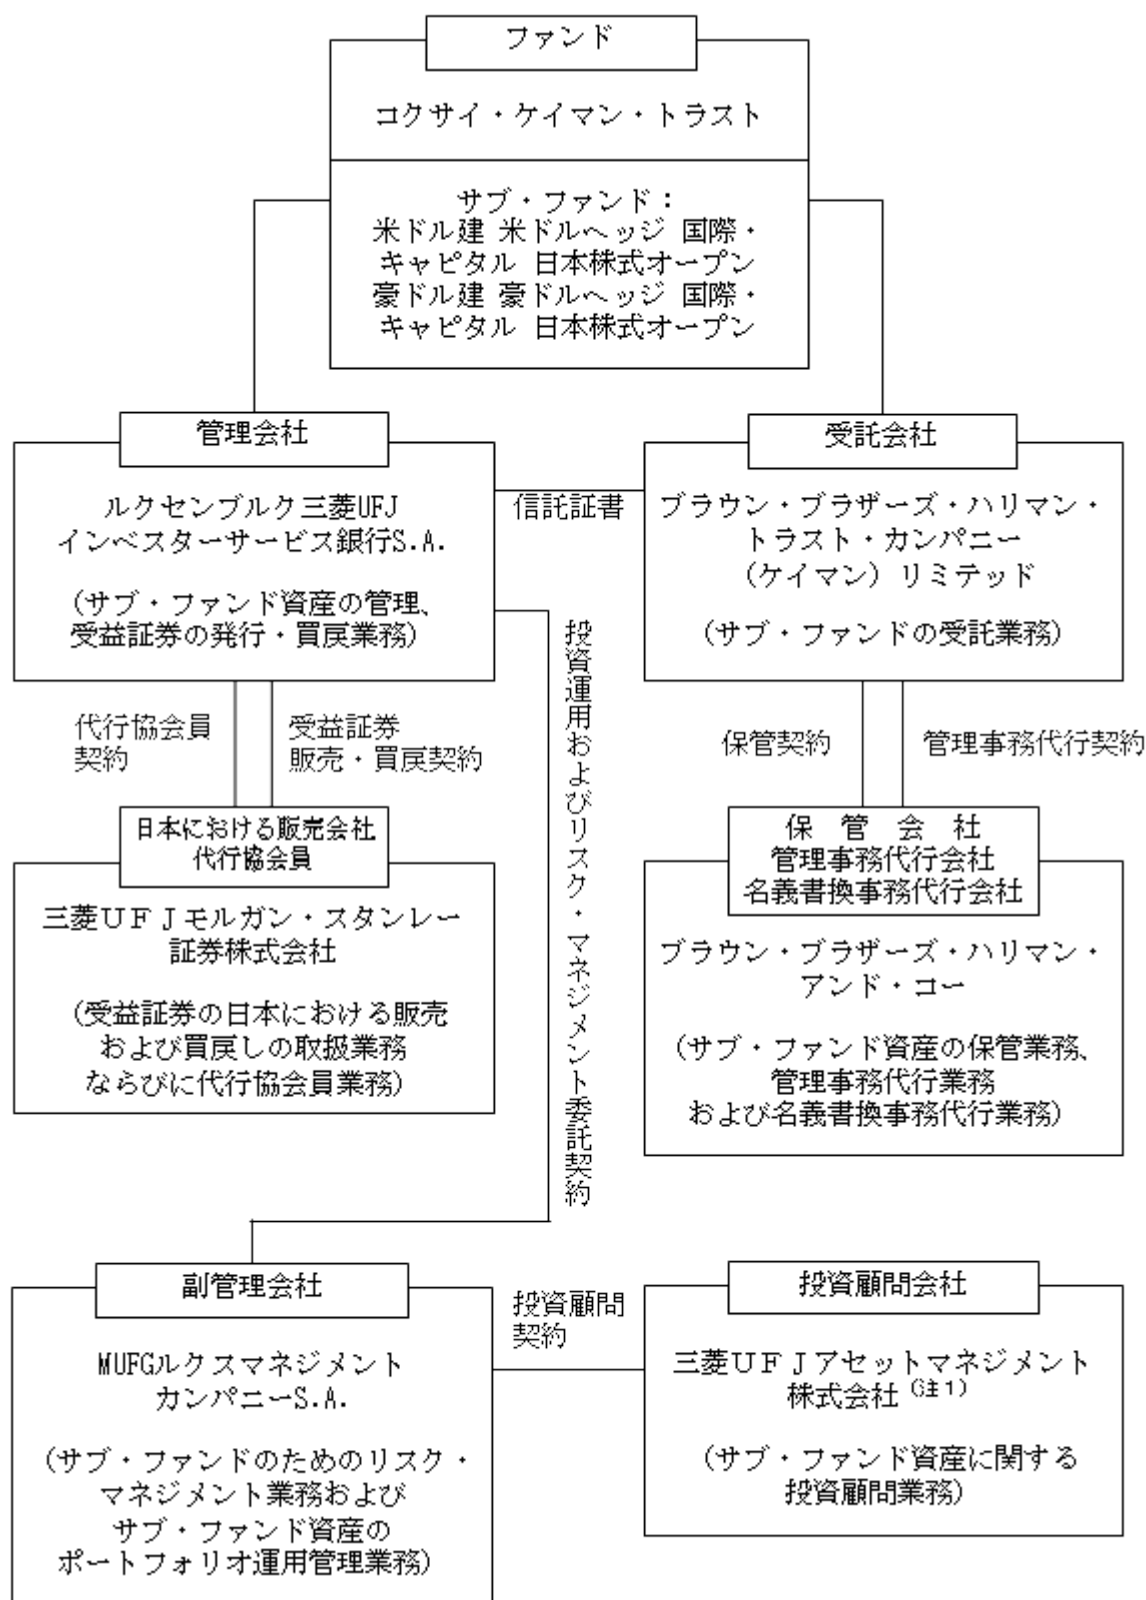 ファンド
コクサイ・ケイマン・トラスト
サブ・ファンド:
米ドル建 米ドルヘッジ 国際・
キャピタル 日本株式オープン
豪ドル建 豪ドルヘッジ 国際・
キャピタル 日本株式オープン
管理会社
ルクセンブルク三菱UFJ
インベスターサービス銀行S.A.
(サブ・ファンド資産の管理、
受益証券の発行・買戻業務)
信託証書
受託会社
ブラウン・ブラザーズ・ハリマン・
トラスト・カンパニー
(ケイマン)リミテッド
(サブ・ファンドの受託業務)
代行協会員
契約
受益証券
販売・買戻契約
投資運用およびリスク・マネジメント委託契約
保管契約
管理事務代行契約
日本における販売会社
代行協会員
三菱UFJモルガン・スタンレー
証券株式会社
(受益証券の日本における販売
および買戻しの取扱業務
ならびに代行協会員業務)
保 管 会 社
管理事務代行会社
名義書換事務代行会社
ブラウン・ブラザーズ・ハリマン・
アンド・コー
(サブ・ファンド資産の保管業務、
管理事務代行業務
および名義書換事務代行業務)
副管理会社
MUFGルクスマネジメント
カンパニーS.A.
(サブ・ファンドのためのリスク・
マネジメント業務および
サブ・ファンド資産の
ポートフォリオ運用管理業務)
投資顧問
契約
投資顧問会社
三菱UFJアセットマネジメント
株式会社(注1)
(サブ・ファンド資産に関する
投資顧問業務)